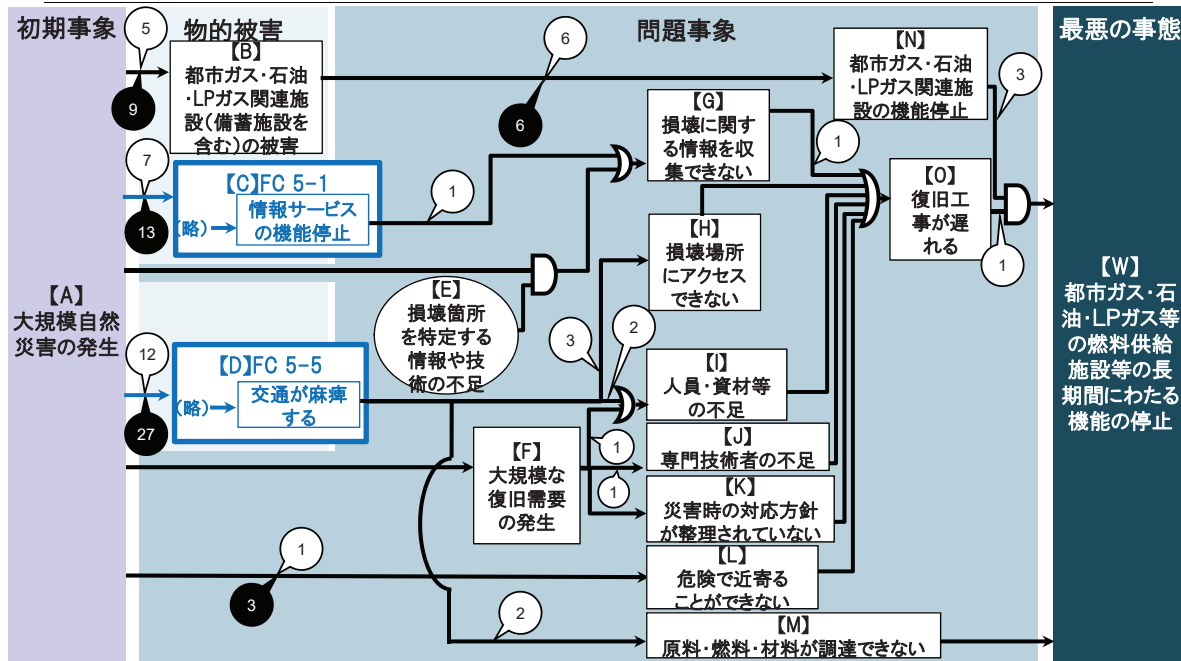 初期事象
物的被害
問題事象
最悪の事態
【A】
大規模自然
災害の発生
5
9
【B】
都市ガス・石油
・LPガス関連施
設(備蓄施設を
含む)の被害
7
13
【C】FC 5-1
(略)
情報サービス
の機能停止
1
12
27
【D】FC 5-5
(略)
交通が麻痺
する
6
6
【E】
損壊箇所
を特定する
情報や技
術の不足
【F】
大規模な
復旧需要
の発生
3
2
1
1
1
3
2
【G】
損壊に関す
る情報を収
集できない
1
【H】
損壊場所
にアクセス
できない
【I】
人員・資材等
の不足
【J】
専門技術者の不足
【K】
災害時の対応方針
が整理されていない
【L】
危険で近寄る
ことができない
【M】
原料・燃料・材料が調達できない
【N】
都市ガス・石油
・LPガス関連施
設の機能停止
3
【O】
復旧工
事が遅
れる
1
【W】
都市ガス・石
油・LPガス等
の燃料供給
施設等の長
期間にわたる
機能の停止